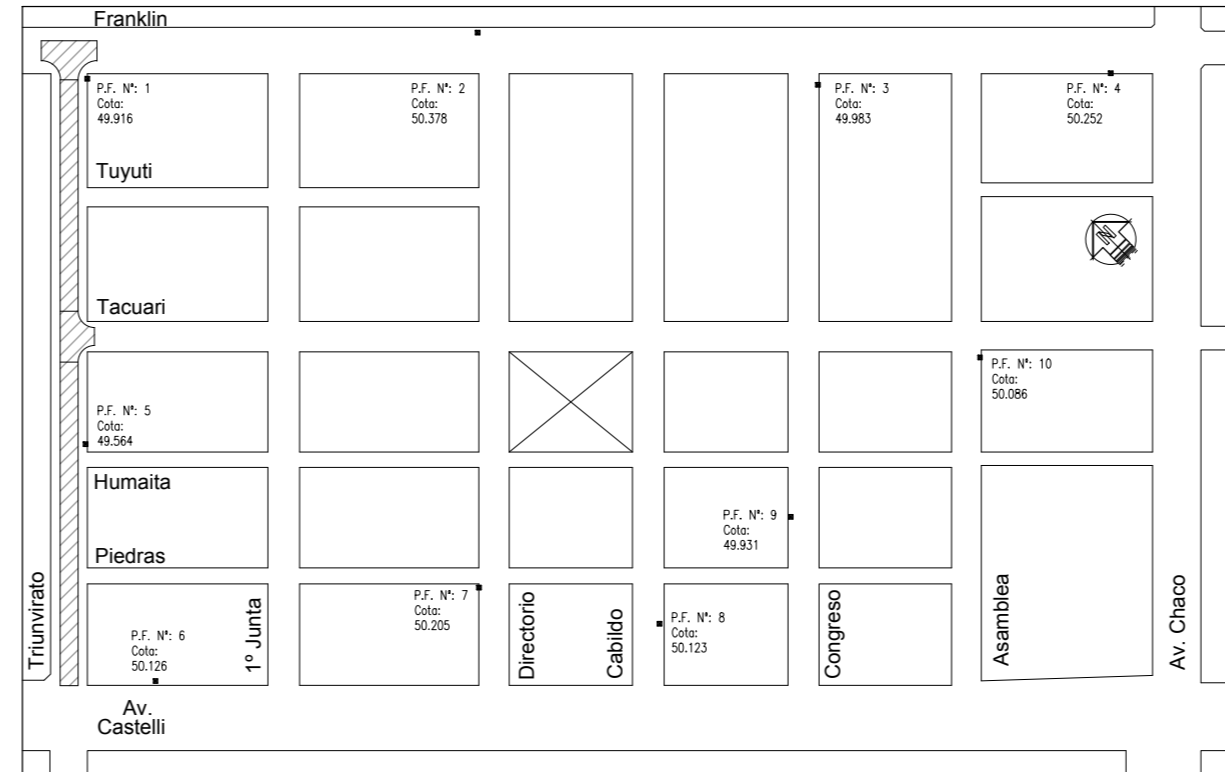 Franklin
P.F. N°: 1
Cota:
49.916
P.F. N°: 2
Cota:
50.378
P.F. N°: 3
Cota:
49.983
P.F. N°: 4
Cota:
50.252
Tuyuti
N
Tacuari
P.F. N°: 10
Cota:
50.086
P.F. N°: 5
Cota:
49.564
Humaita
P.F. N°: 9
Cota:
49.931
Piedras
Triunvirato
P.F. N°: 6
Cota:
50.126
1º Junta
P.F. N°: 7
Cota:
50.205
Directorio
Cabildo
P.F. N°: 8
Cota:
50.123
Congreso
Asamblea
Av. Chaco
Av.
Castelli